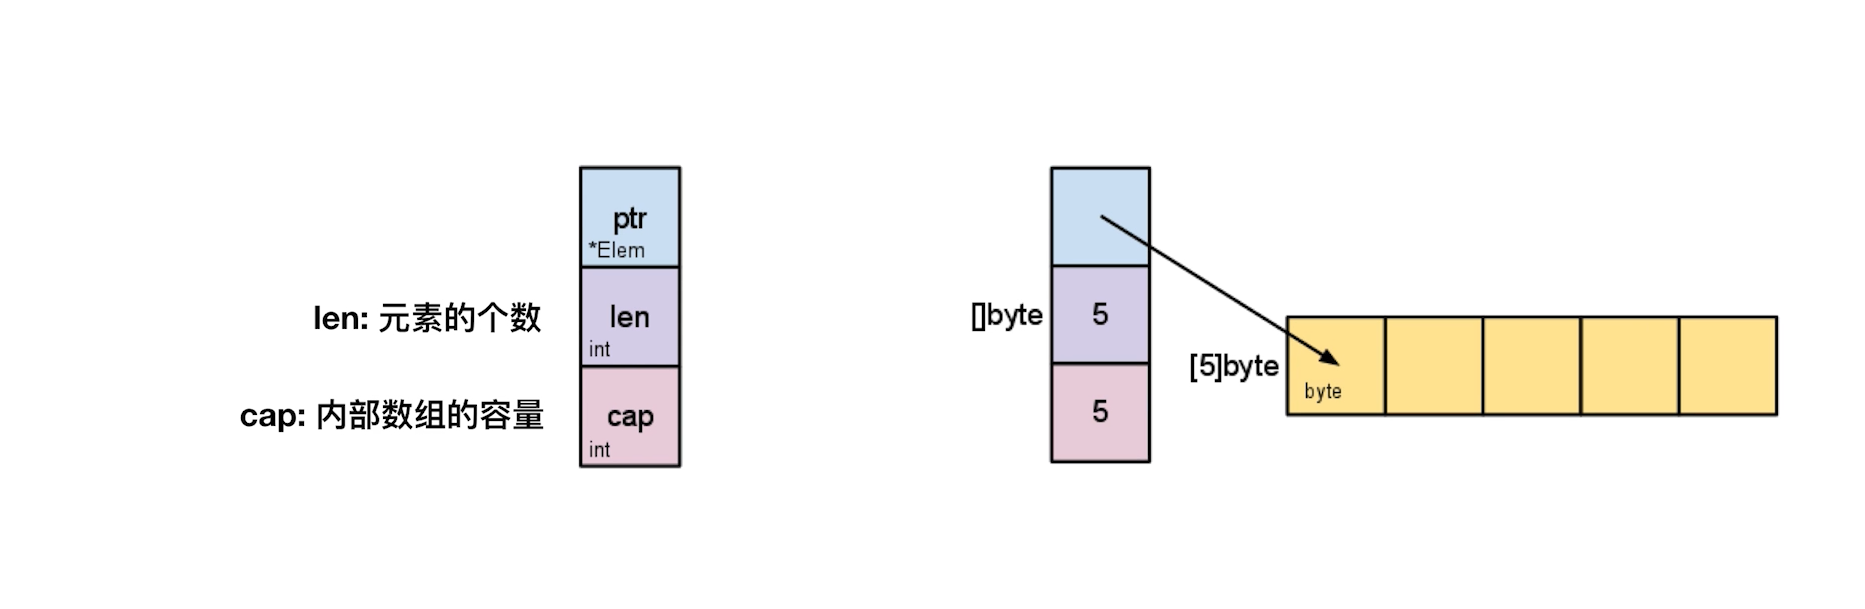 ptr
*Elem
len: 元素的个数
len
int
cap: 内部数组的容量
cap
int
[]byte
5
5
[5]byte
byte